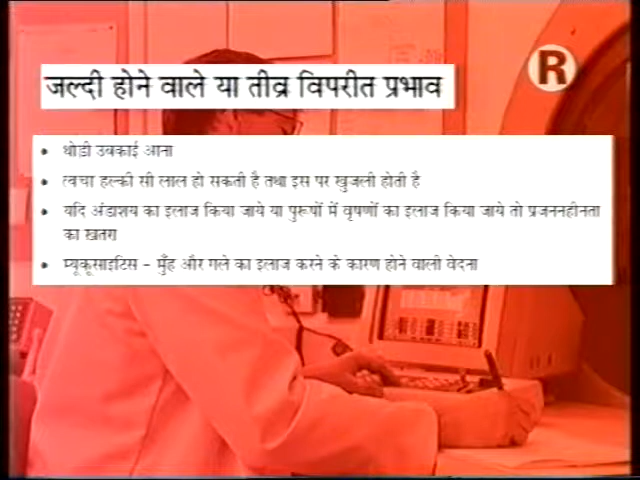 R
जल्दी होने वाले या तीव्र विपरीत प्रभाव
• थोड़ी उबकाई आना
• त्वचा हल्की सी लाल हो सकती है तथा इस पर खुजली होती है
• यदि अंडाशय का इलाज किया जाये या पुरूषों में वृषणों का इलाज किया जाये तो प्रजननहीनता
का खतरा
• म्यूकूसाइटिस - मुँह और गले का इलाज करने के कारण होने वाली वेदना